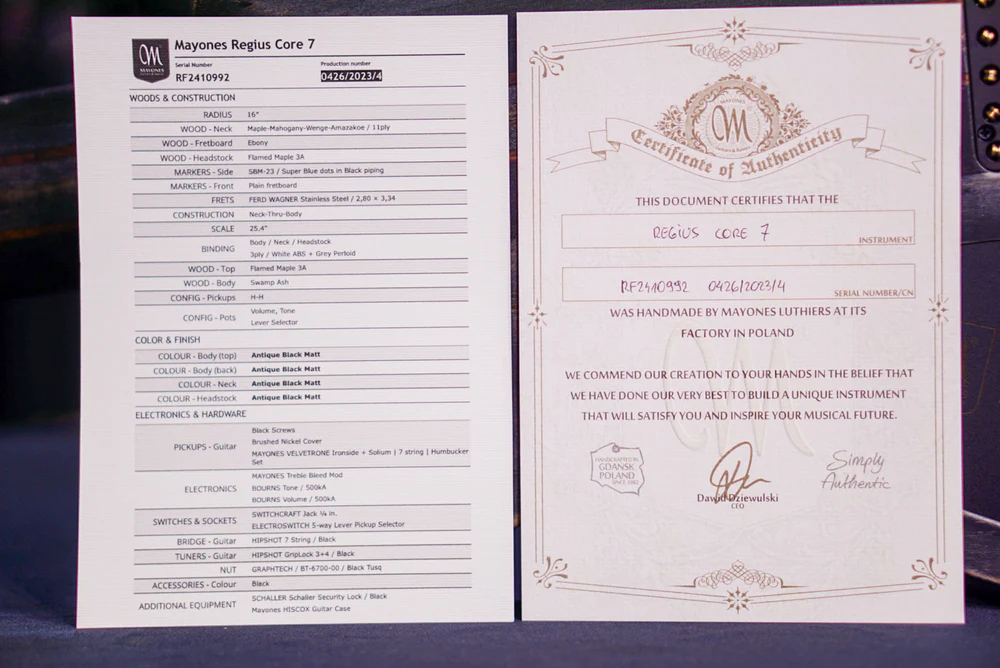 M
MAYONES
Mayones Regius Core 7
Serial Number
Production number
RF2410992
0426/2023/4
WOODS & CONSTRUCTION
RADIUS 16"
WOOD - Neck Maple-Mahogany-Wenge-Amazakoe / 11ply
WOOD - Fretboard Ebony
WOOD - Headstock Flamed Maple 3A
MARKERS - Side SBM-23 / Super Blue dots in Black piping
MARKERS - Front Plain fretboard
FRETS FERD WAGNER Stainless Steel / 2,80 × 3,34
CONSTRUCTION Neck-Thru-Body
SCALE 25.4"
BINDING Body / Neck / Headstock
3ply / White ABS + Grey Perloid
WOOD - Top Flamed Maple 3A
WOOD - Body Swamp Ash
CONFIG - Pickups H-H
CONFIG - Pots Volume, Tone
Lever Selector
COLOR & FINISH
COLOUR - Body (top) Antique Black Matt
COLOUR - Body (back) Antique Black Matt
COLOUR - Neck Antique Black Matt
COLOUR - Headstock Antique Black Matt
ELECTRONICS & HARDWARE
PICKUPS - Guitar Black Screws
Brushed Nickel Cover
MAYONES VELVETRONE Ironside + Solium | 7 string | Humbucker
Set
ELECTRONICS MAYONES Treble Bleed Mod
BOURNS Tone / 500kA
BOURNS Volume / 500kA
SWITCHES & SOCKETS SWITCHCRAFT Jack ¼ in.
ELECTROSWITCH 5-way Lever Pickup Selector
BRIDGE - Guitar HIPSHOT 7 String / Black
TUNERS - Guitar HIPSHOT GripLock 3+4 / Black
NUT GRAPHTECH / BT-6700-00 / Black Tusq
ACCESSORIES - Colour Black
ADDITIONAL EQUIPMENT SCHALLER Schaller Security Lock / Black
Mayones HISCOX Guitar Case
MAYONES
M
Certificate of Authenticity
THIS DOCUMENT CERTIFIES THAT THE
REGIUS CORE 7
INSTRUMENT
RF2410992 0426/2023/4
SERIAL NUMBER/CN
WAS HANDMADE BY MAYONES LUTHIERS AT ITS
FACTORY IN POLAND
WE COMMEND OUR CREATION TO YOUR HANDS IN THE BELIEF THAT
WE HAVE DONE OUR VERY BEST TO BUILD A UNIQUE INSTRUMENT
THAT WILL SATISFY YOU AND INSPIRE YOUR MUSICAL FUTURE.
HANDCRAFTED IN
GDANSK
POLAND
SINCE 1982
Dawid Dziewulski
CEO
Simply
Authentic